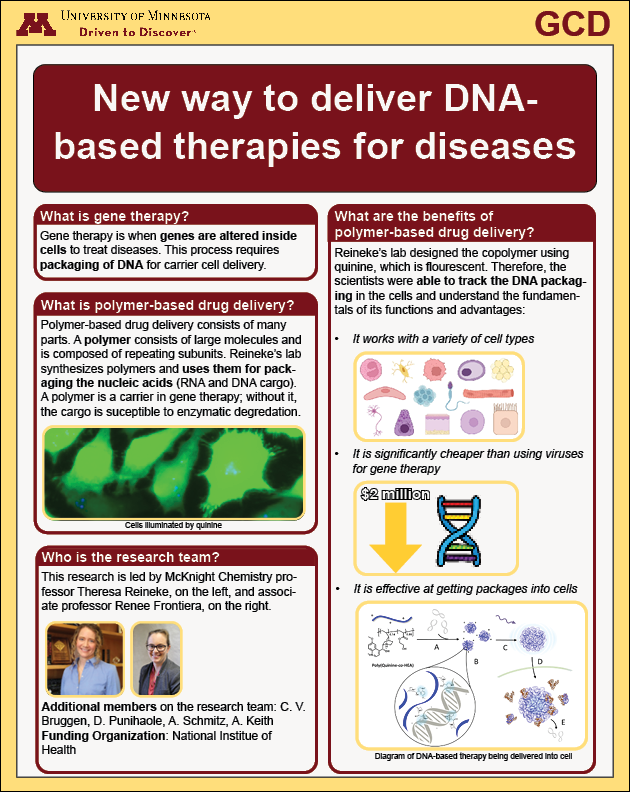 UNIVERSITY OF MINNESOTA
Driven to Discover
GCD
New way to deliver DNA-
based therapies for diseases
What is gene therapy?
Gene therapy is when genes are altered inside
cells to treat diseases. This process requires
packaging of DNA for carrier cell delivery.
What is polymer-based drug delivery?
Polymer-based drug delivery consists of many
parts. A polymer consists of large molecules and
is composed of repeating subunits. Reineke's lab
synthesizes polymers and uses them for pack-
aging the nucleic acids (RNA and DNA cargo).
A polymer is a carrier in gene therapy; without it,
the cargo is suceptible to enzymatic degredation.
Cells illuminated by quinine
Who is the research team?
This research is led by McKnight Chemistry pro-
fessor Theresa Reineke, on the left, and associ-
ate professor Renee Frontiera, on the right.
Additional members on the research team: C. V.
Bruggen, D. Punihaole, A. Schmitz, A. Keith
Funding Organization: National Institue of
Health
What are the benefits of
polymer-based drug delivery?
Reineke's lab designed the copolymer using
quinine, which is flourescent. Therefore, the
scientists were able to track the DNA packag-
ing in the cells and understand the fundamen-
tals of its functions and advantages:
• It works with a variety of cell types
• It is significantly cheaper than using viruses
for gene therapy
$2 million
• It is effective at getting packages into cells
Poly(Quinine-co-HEA)
A
B
C
D
E
Diagram of DNA-based therapy being delivered into cell